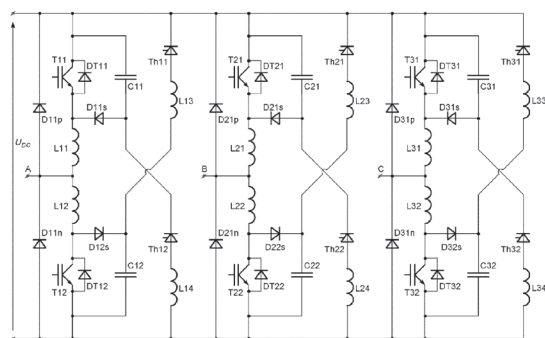 T11 DT11 C11 Th11 L13 T21 DT21 C21 Th21 L23 T31 DT31 C31 Th31 L33
D11p D11s D21p D21s D31p D31s
U_DC
L11 L21 L31
A B C
L12 L22 L32
D11n D12s Th12 D21n D22s Th22 D31n D32s Th32
T12 DT12 C12 L14 T22 DT22 C22 L24 T32 DT32 C32 L34